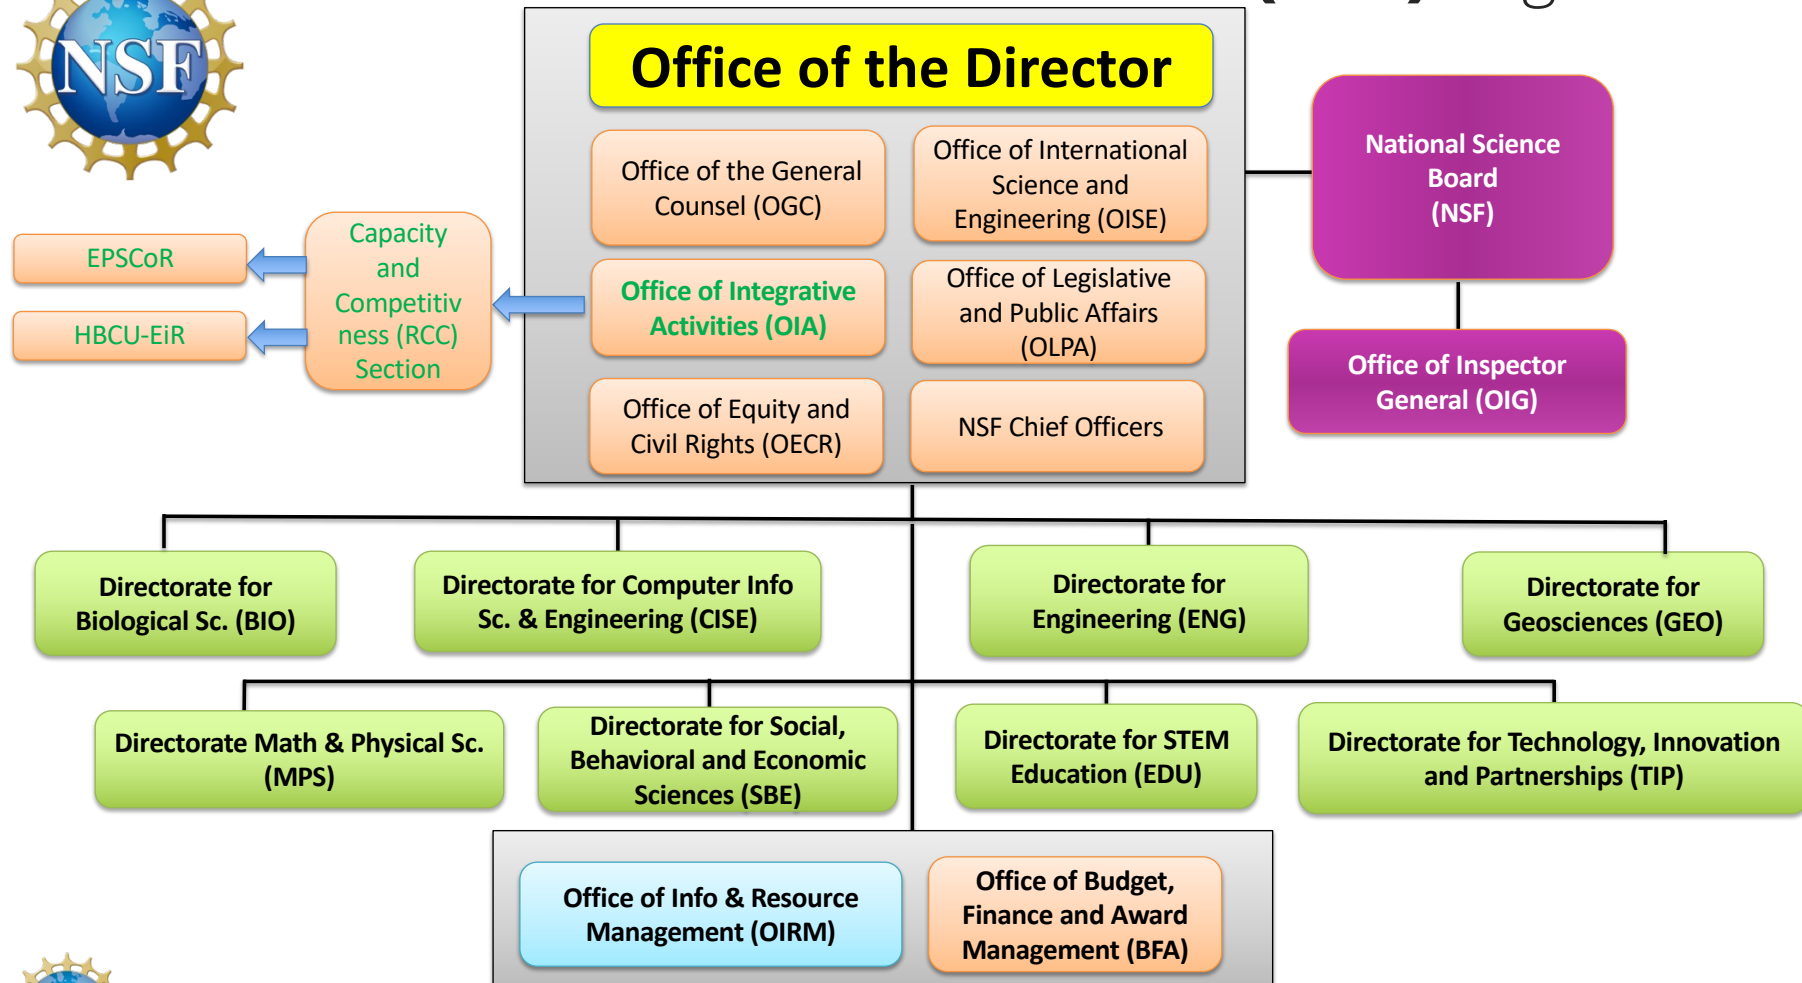 NSF
Office of the Director
Office of the General
Counsel (OGC)
Office of International
Science and
Engineering (OISE)
National Science
Board
(NSF)
EPSCoR
HBCU-EiR
Capacity
and
Competitiv
ness (RCC)
Section
Office of Integrative
Activities (OIA)
Office of Legislative
and Public Affairs
(OLPA)
Office of Inspector
General (OIG)
Office of Equity and
Civil Rights (OECR)
NSF Chief Officers
Directorate for
Biological Sc. (BIO)
Directorate for Computer Info
Sc. & Engineering (CISE)
Directorate for
Engineering (ENG)
Directorate for
Geosciences (GEO)
Directorate Math & Physical Sc.
(MPS)
Directorate for Social,
Behavioral and Economic
Sciences (SBE)
Directorate for STEM
Education (EDU)
Directorate for Technology, Innovation
and Partnerships (TIP)
Office of Info & Resource
Management (OIRM)
Office of Budget,
Finance and Award
Management (BFA)